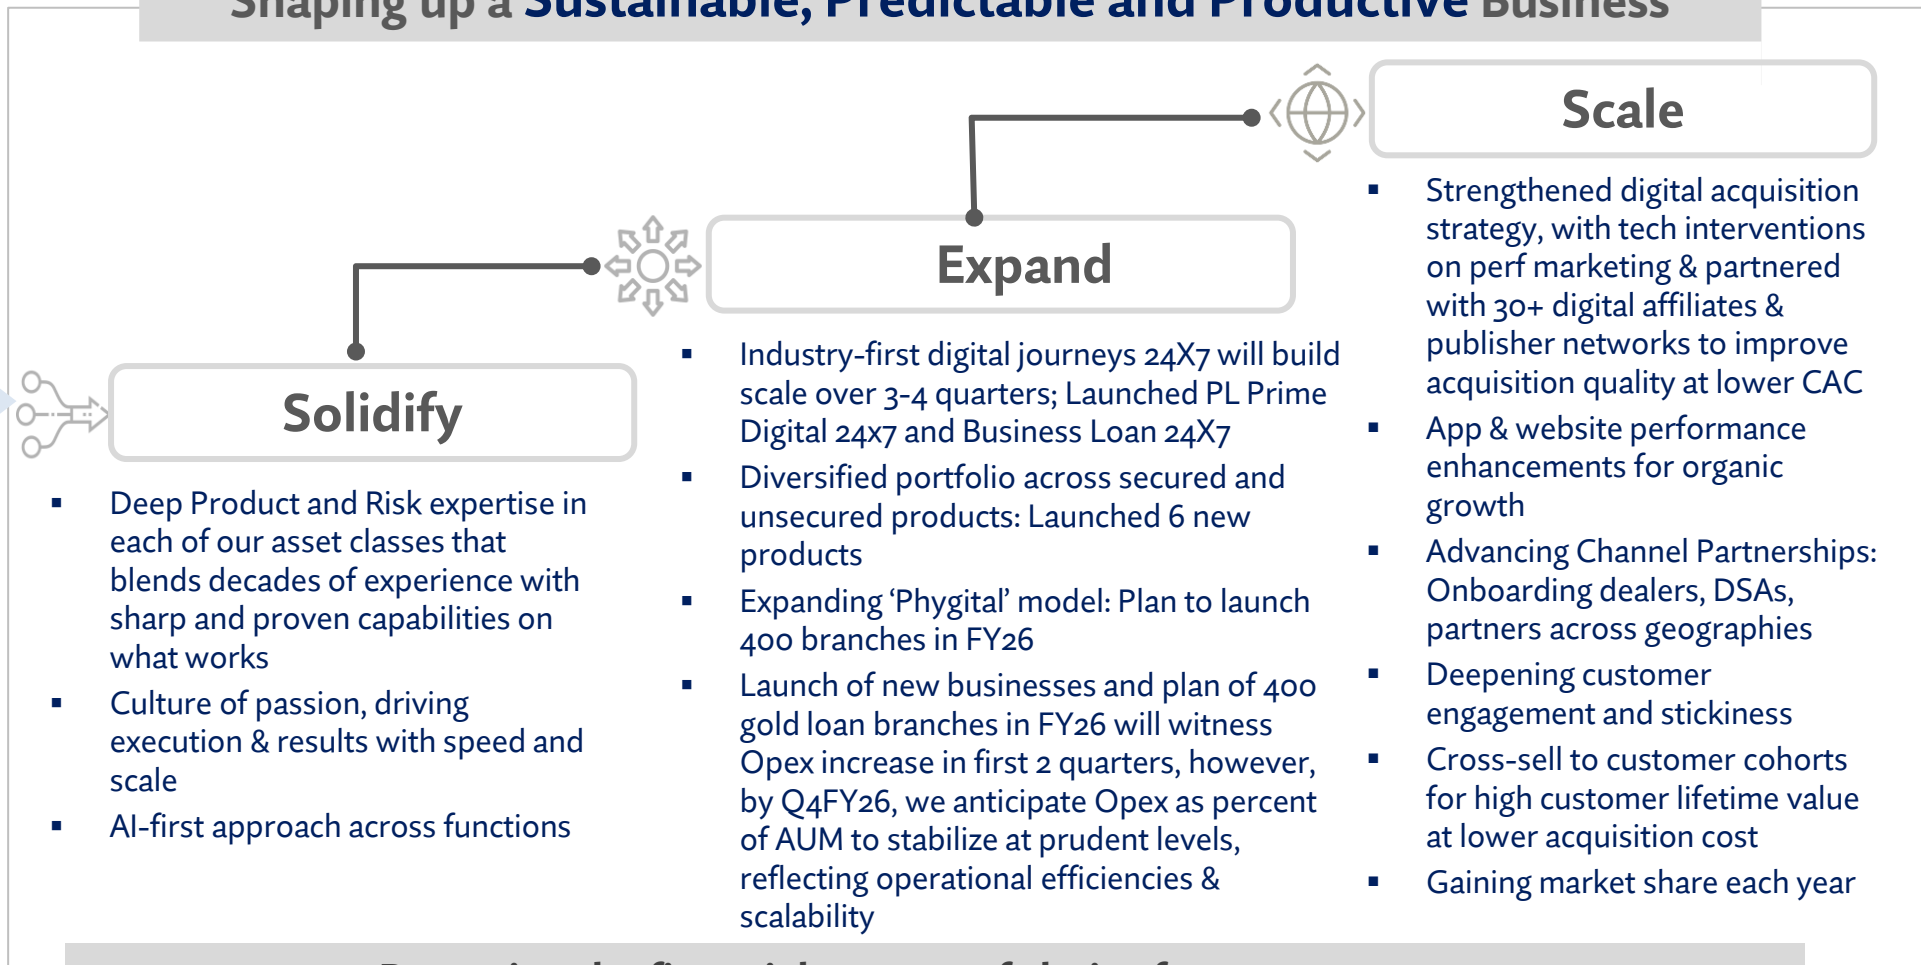 Shaping up a Sustainable, Predictable and Productive Business
Solidify
▪ Deep Product and Risk expertise in
each of our asset classes that
blends decades of experience with
sharp and proven capabilities on
what works
▪ Culture of passion, driving
execution & results with speed and
scale
▪ AI-first approach across functions
Expand
▪ Industry-first digital journeys 24X7 will build
scale over 3-4 quarters; Launched PL Prime
Digital 24x7 and Business Loan 24X7
▪ Diversified portfolio across secured and
unsecured products: Launched 6 new
products
▪ Expanding ‘Phygital’ model: Plan to launch
400 branches in FY26
▪ Launch of new businesses and plan of 400
gold loan branches in FY26 will witness
Opex increase in first 2 quarters, however,
by Q4FY26, we anticipate Opex as percent
of AUM to stabilize at prudent levels,
reflecting operational efficiencies &
scalability
Scale
▪ Strengthened digital acquisition
strategy, with tech interventions
on perf marketing & partnered
with 30+ digital affiliates &
publisher networks to improve
acquisition quality at lower CAC
▪ App & website performance
enhancements for organic
growth
▪ Advancing Channel Partnerships:
Onboarding dealers, DSAs,
partners across geographies
▪ Deepening customer
engagement and stickiness
▪ Cross-sell to customer cohorts
for high customer lifetime value
at lower acquisition cost
▪ Gaining market share each year